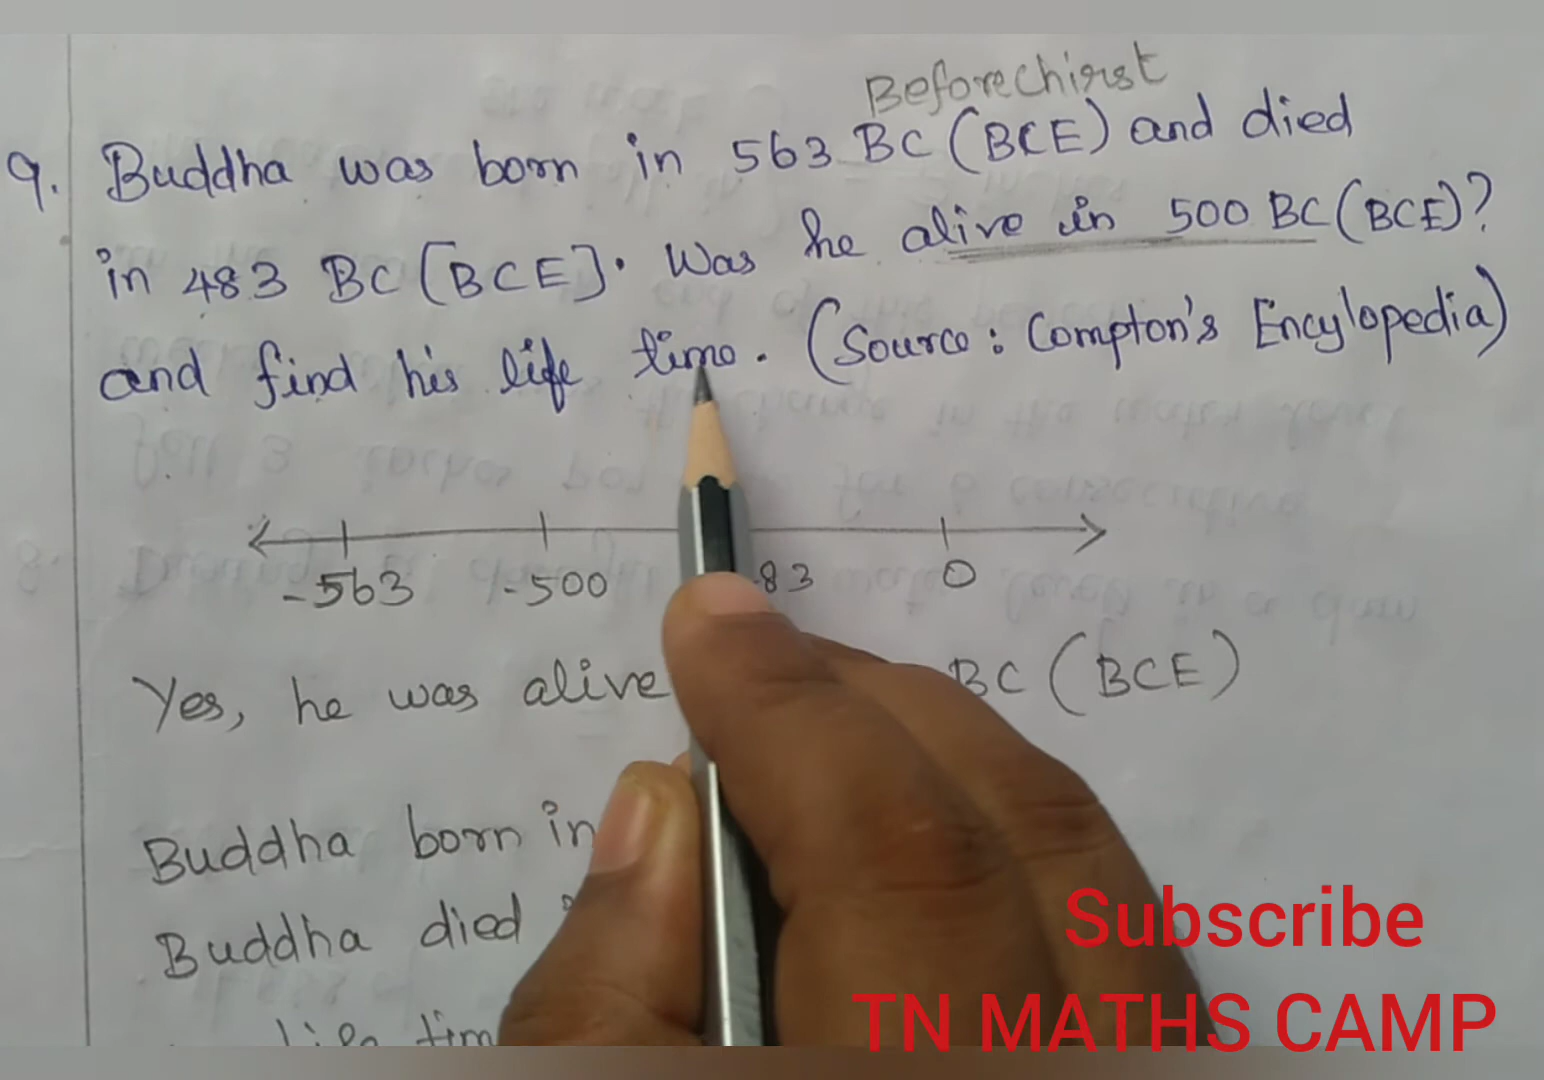 Beforechirst
9. Buddha was born in 563 BC (BCE) and died
in 483 BC [BCE]. Was he alive in 500 BC (BCE)?
and find his life time. (Source: Compton's Encylopedia)
-563 -500 83 0
Yes, he was alive BC (BCE)
Buddha born in
Buddha died
life tim
Subscribe
TN MATHS CAMP